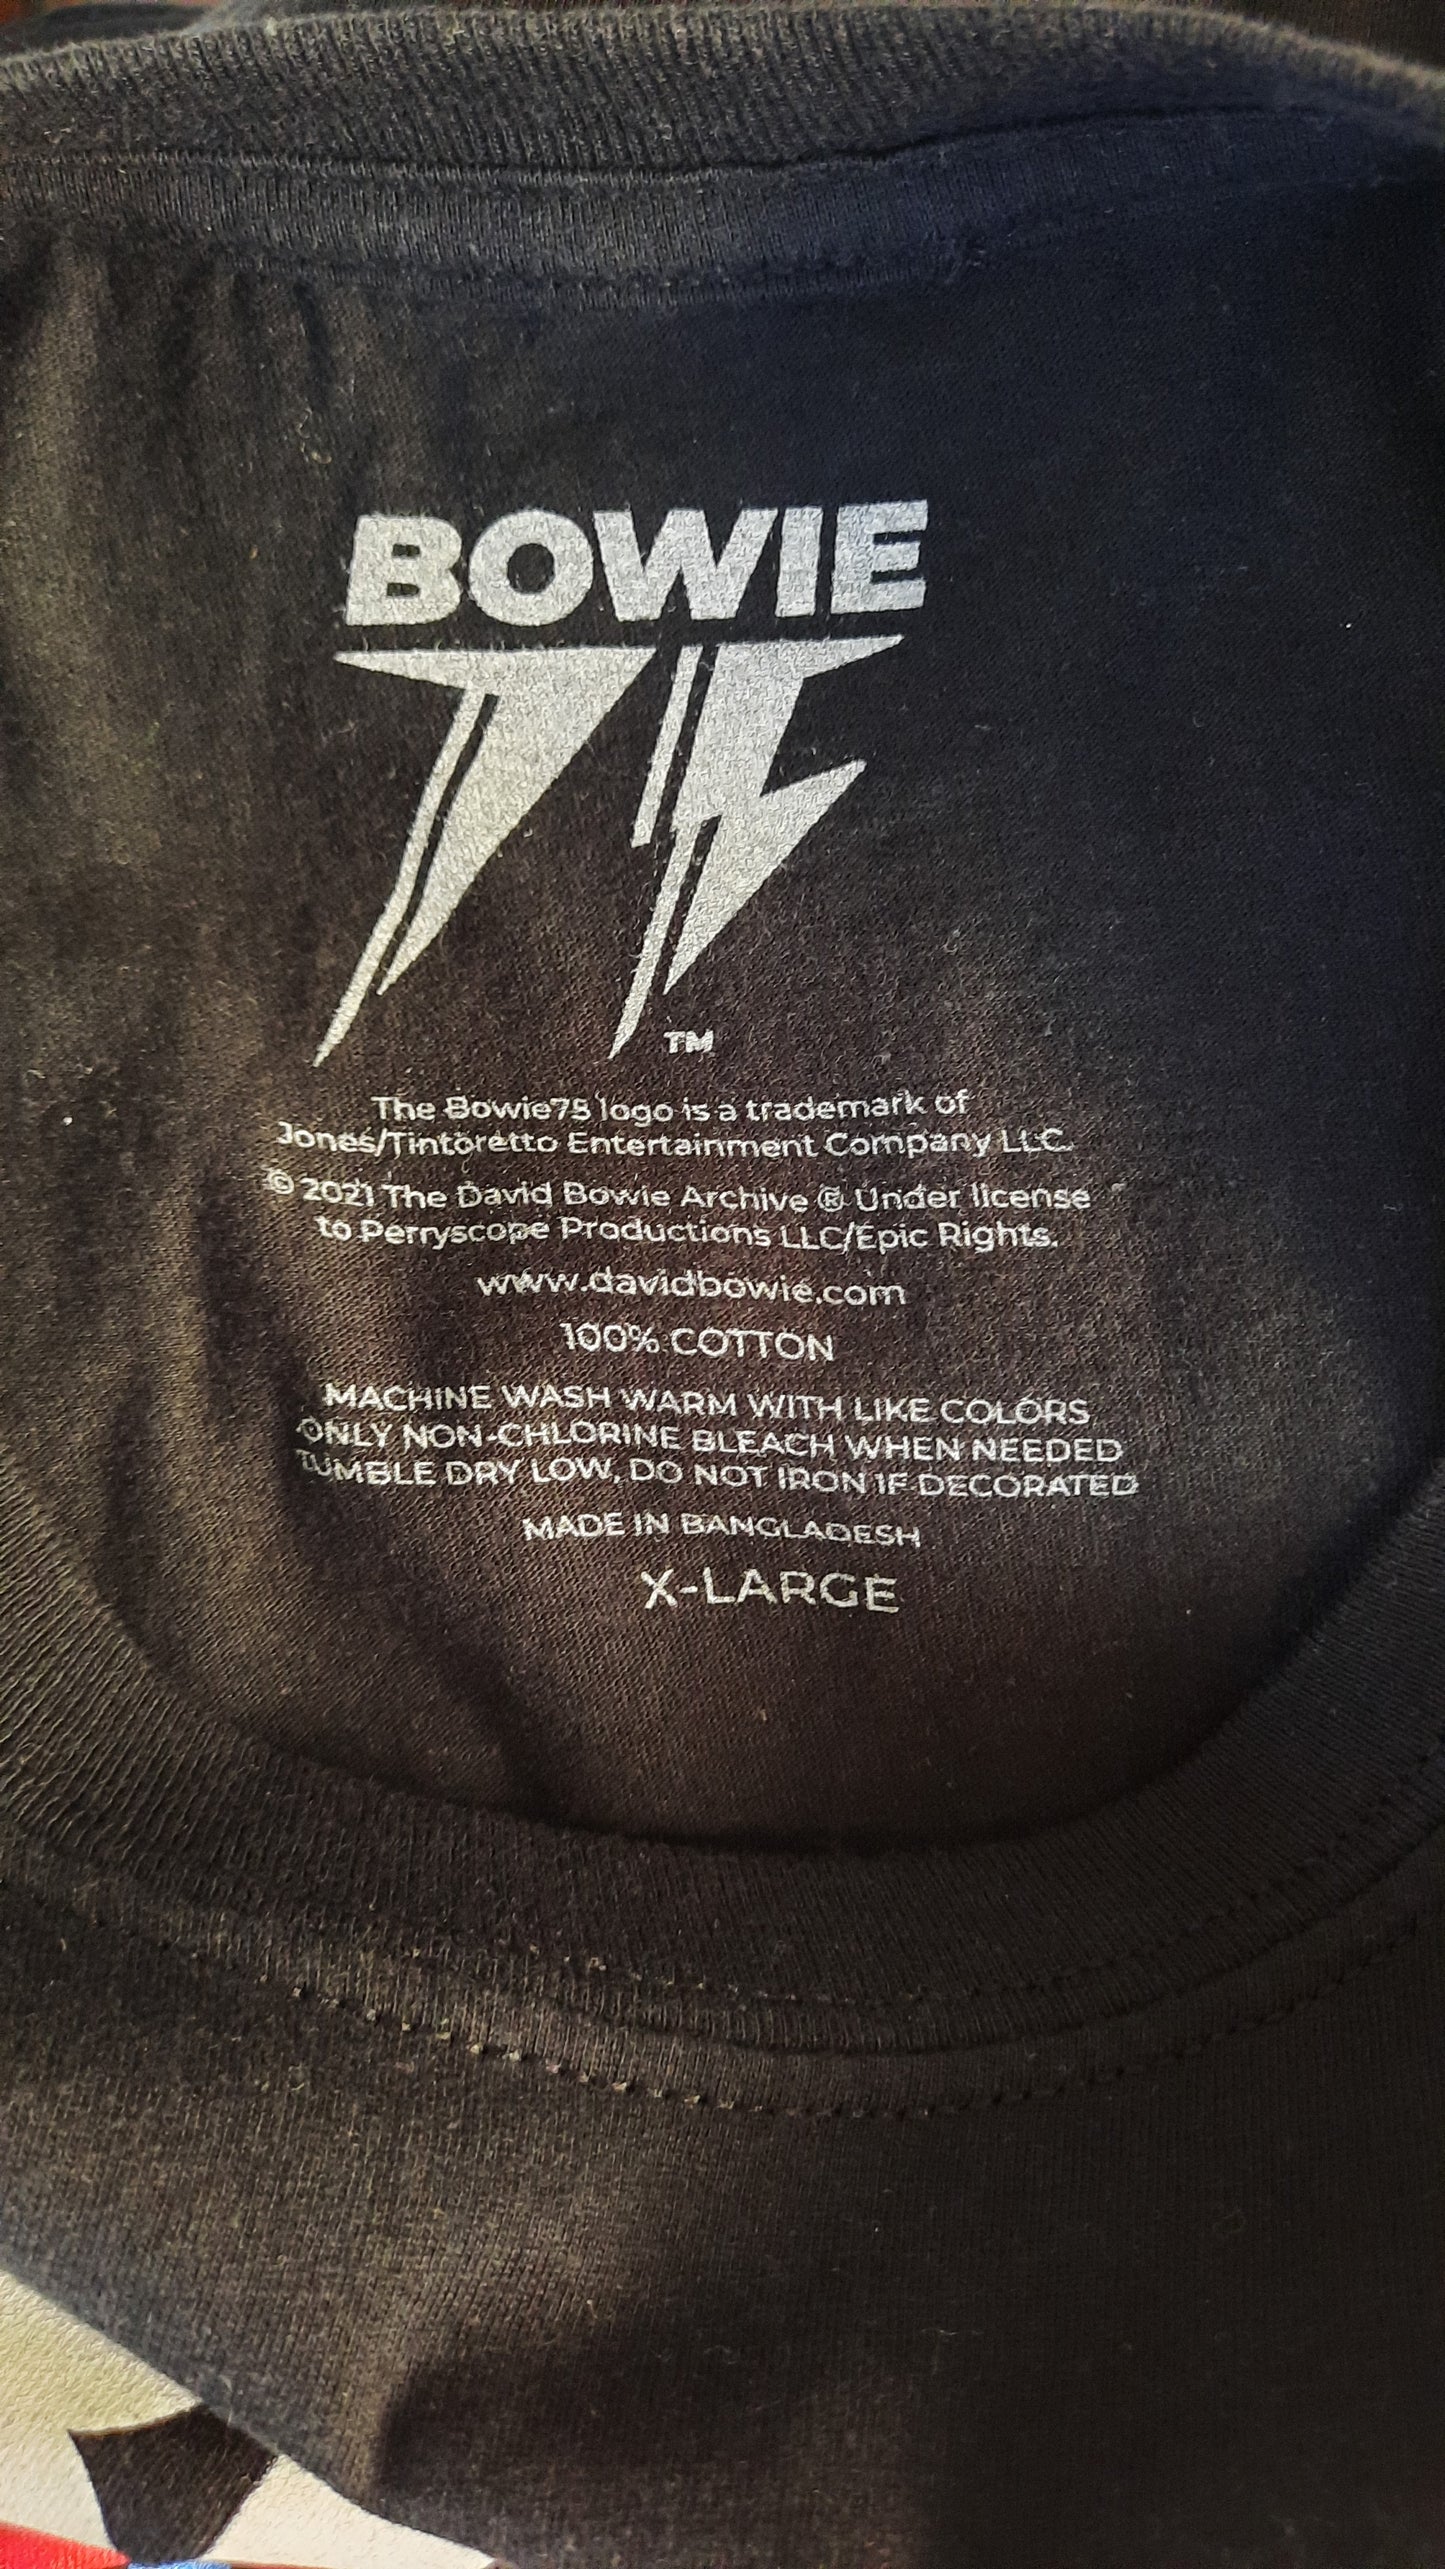 BOWIE
75
TM
The Bowie75 logo is a trademark of
Jones/Tintoretto Entertainment Company LLC.
© 2021 The David Bowie Archive ® Under license
to Perryscope Productions LLC/Epic Rights.
www.davidbowie.com
100% COTTON
MACHINE WASH WARM WITH LIKE COLORS
ONLY NON-CHLORINE BLEACH WHEN NEEDED
TUMBLE DRY LOW, DO NOT IRON IF DECORATED
MADE IN BANGLADESH
X-LARGE